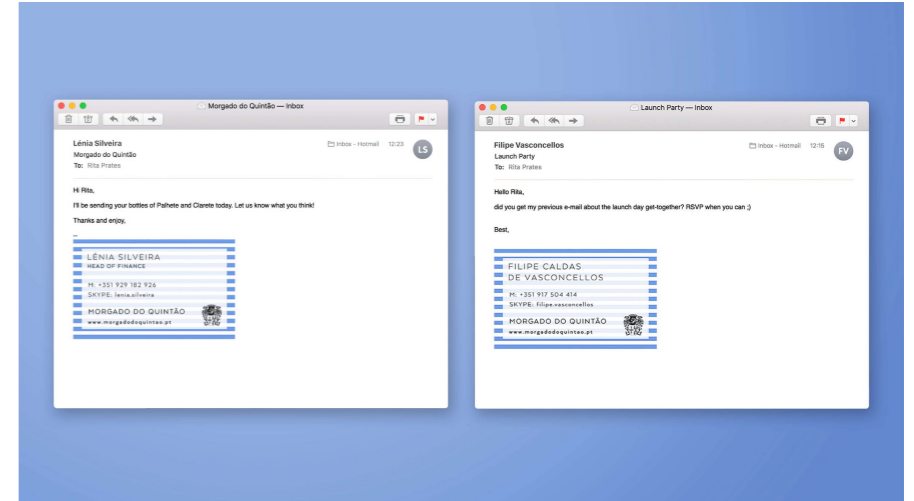 Morgado do Quintão — Inbox
Lénia Silveira
Inbox - Hotmail 12:23
LS
Morgado do Quintão
To: Rita Prates
Hi Rita,
I'll be sending your bottles of Palhete and Clarete today. Let us know what you think!
Thanks and enjoy,
--
LÉNIA SILVEIRA
HEAD OF FINANCE
M: +351 929 182 926
SKYPE: lenia.silveira
MORGADO DO QUINTÃO
www.morgadodoquintao.pt
Launch Party — Inbox
Filipe Vasconcellos
Inbox - Hotmail 12:15
FV
Launch Party
To: Rita Prates
Hello Rita,
did you get my previous e-mail about the launch day get-together? RSVP when you can ;)
Best,
FILIPE CALDAS
DE VASCONCELLOS
M: +351 917 504 414
SKYPE: filipe.vasconcellos
MORGADO DO QUINTÃO
www.morgadodoquintao.pt